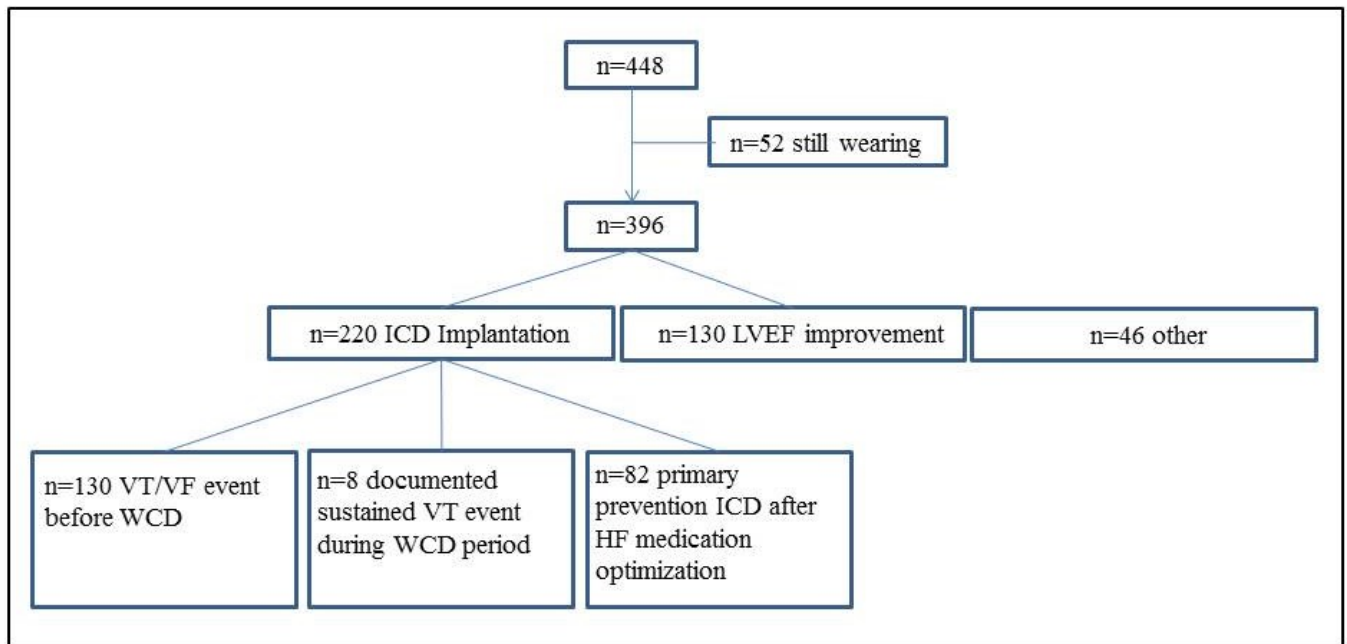 n=448
n=52 still wearing
n=396
n=220 ICD Implantation
n=130 LVEF improvement
n=46 other
n=130 VT/VF event
before WCD
n=8 documented
sustained VT event
during WCD period
n=82 primary
prevention ICD after
HF medication
optimization